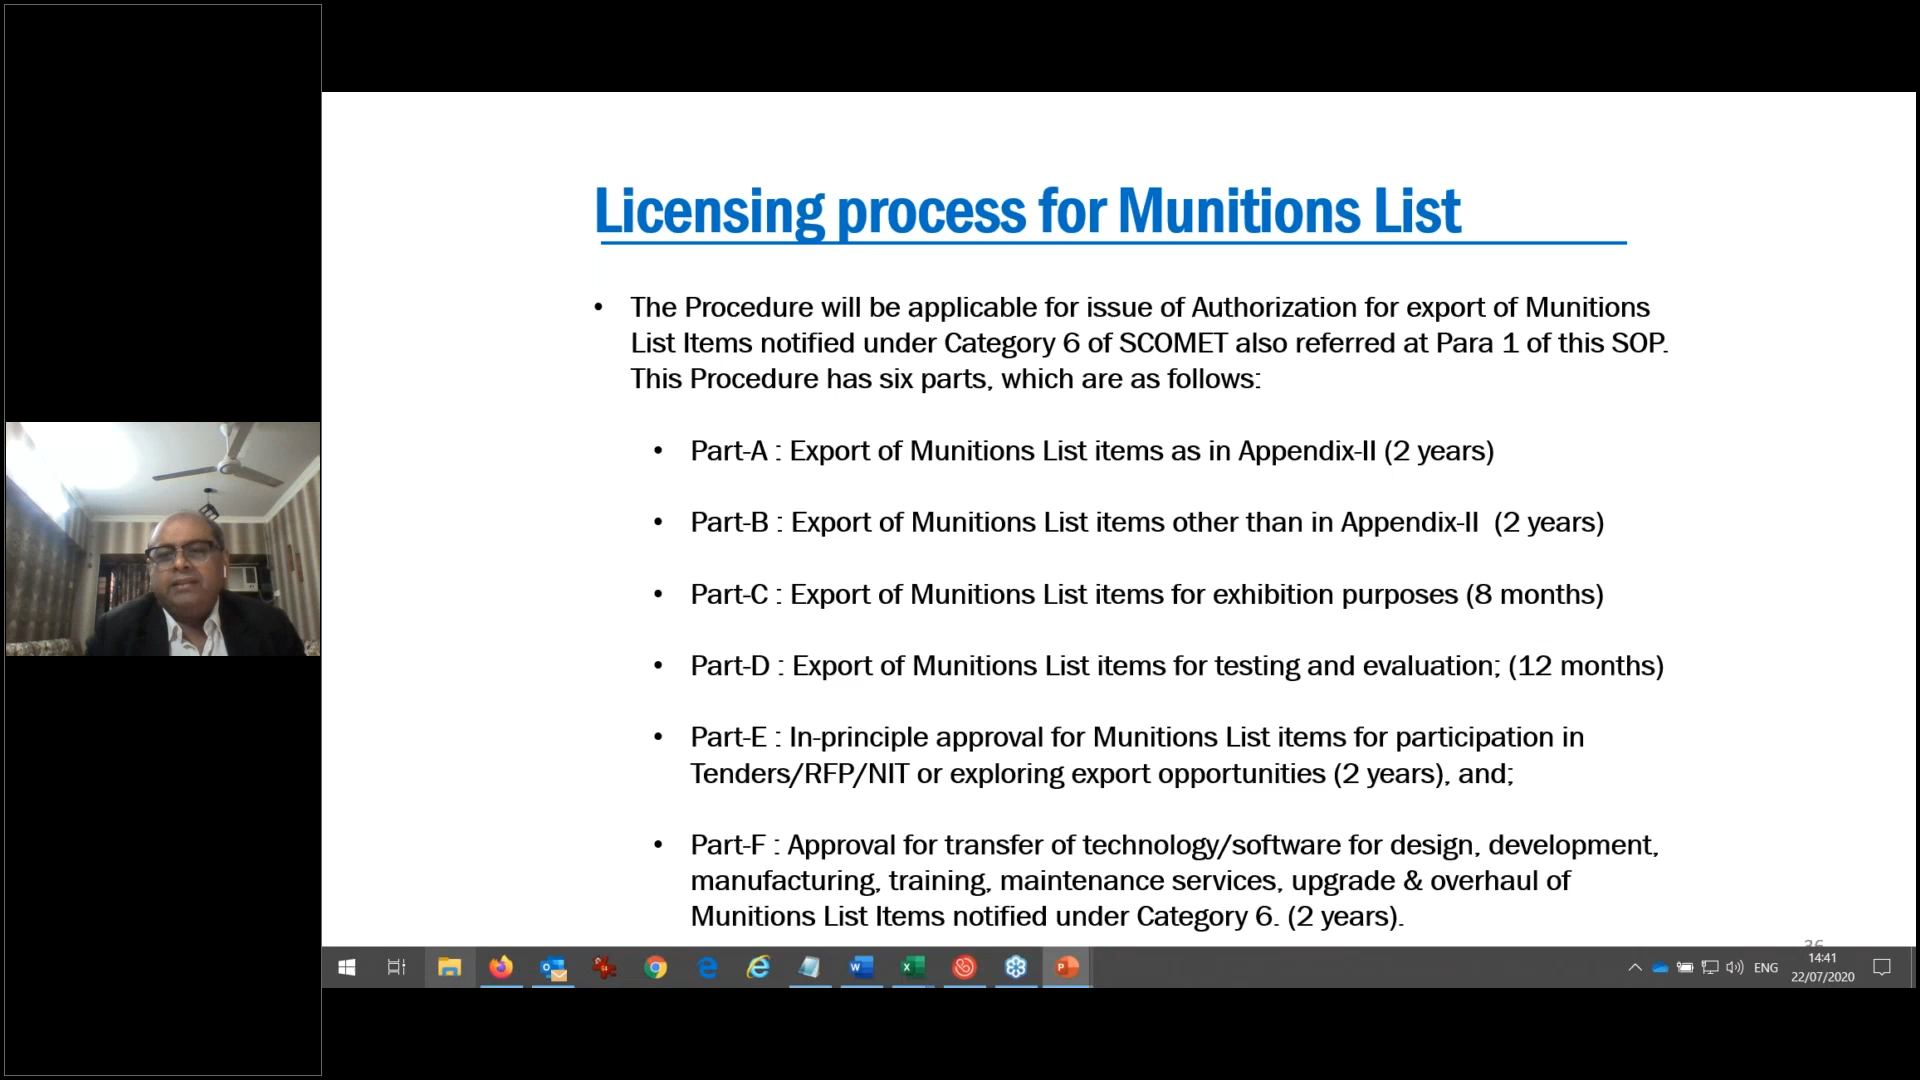 Licensing process for Munitions List
• The Procedure will be applicable for issue of Authorization for export of Munitions
List Items notified under Category 6 of SCOMET also referred at Para 1 of this SOP.
This Procedure has six parts, which are as follows:
• Part-A : Export of Munitions List items as in Appendix-II (2 years)
• Part-B : Export of Munitions List items other than in Appendix-II (2 years)
• Part-C : Export of Munitions List items for exhibition purposes (8 months)
• Part-D : Export of Munitions List items for testing and evaluation; (12 months)
• Part-E : In-principle approval for Munitions List items for participation in
Tenders/RFP/NIT or exploring export opportunities (2 years), and;
• Part-F : Approval for transfer of technology/software for design, development,
manufacturing, training, maintenance services, upgrade & overhaul of
Munitions List Items notified under Category 6. (2 years).
36
ENG
14:41
22/07/2020